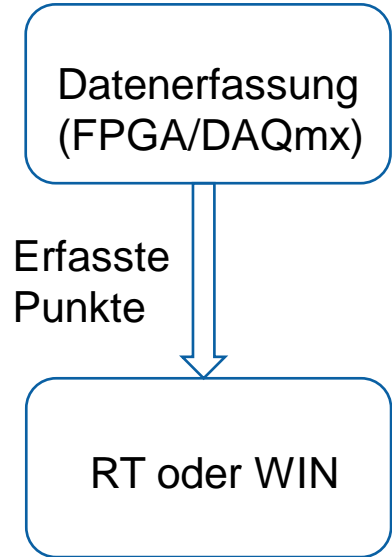 Datenerfassung
(FPGA/DAQmx)
Erfasste
Punkte
RT oder WIN